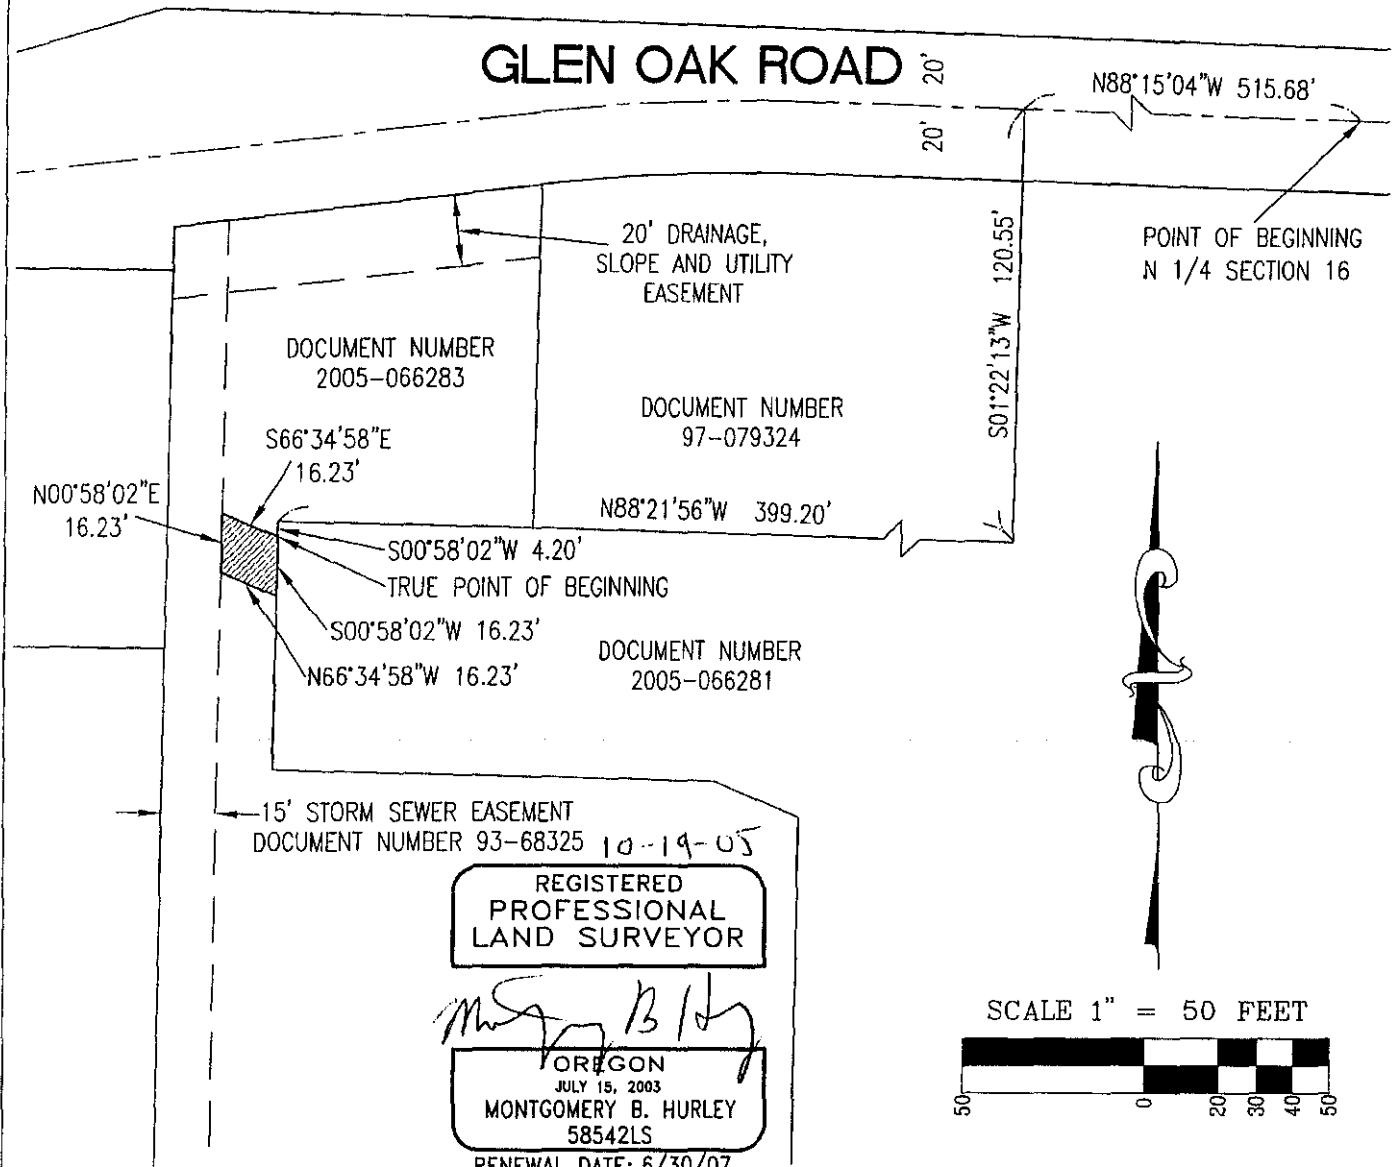 GLEN OAK ROAD
20'
20'
N88°15'04"W 515.68'
POINT OF BEGINNING
N 1/4 SECTION 16
20' DRAINAGE,
SLOPE AND UTILITY
EASEMENT
S01°22'13"W 120.55'
DOCUMENT NUMBER
2005-066283
DOCUMENT NUMBER
97-079324
S66°34'58"E
16.23'
N00°58'02"E
16.23'
N88°21'56"W 399.20'
S00°58'02"W 4.20'
TRUE POINT OF BEGINNING
S00°58'02"W 16.23'
N66°34'58"W 16.23'
DOCUMENT NUMBER
2005-066281
15' STORM SEWER EASEMENT
DOCUMENT NUMBER 93-68325
10-19-05
REGISTERED
PROFESSIONAL
LAND SURVEYOR
OREGON
JULY 15, 2003
MONTGOMERY B. HURLEY
58542LS
RENEWAL DATE: 6/30/07
SCALE 1" = 50 FEET
50 0 20 30 40 50